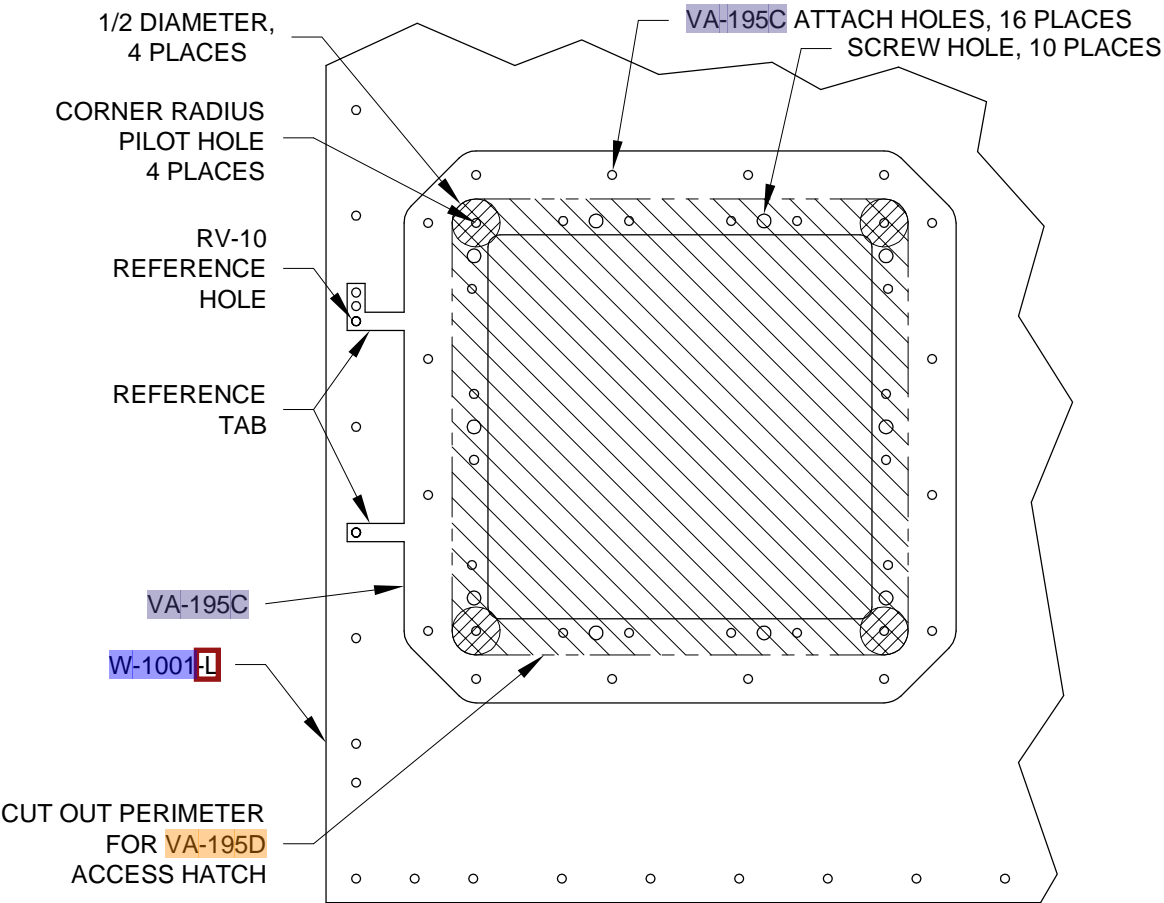 1/2 DIAMETER,
4 PLACES
VA-195C ATTACH HOLES, 16 PLACES
SCREW HOLE, 10 PLACES
CORNER RADIUS
PILOT HOLE
4 PLACES
RV-10
REFERENCE
HOLE
REFERENCE
TAB
VA-195C
W-1001-L
CUT OUT PERIMETER
FOR VA-195D
ACCESS HATCH